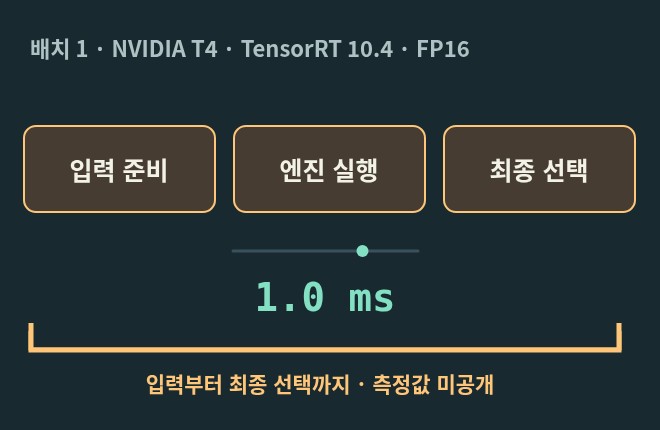 배치 1 · NVIDIA T4 · TensorRT 10.4 · FP16
입력 준비
엔진 실행
최종 선택
1.0 ms
입력부터 최종 선택까지 · 측정값 미공개